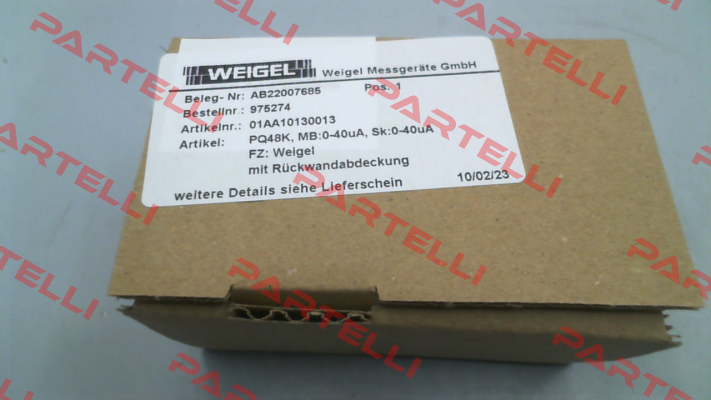 WEIGEL Weigel Messgeräte GmbH
Beleg- Nr: AB22007685 Pos. 1
Bestellnr.: 975274
Artikelnr.: 01AA10130013
Artikel: PQ48K, MB:0-40uA, Sk:0-40uA
FZ: Weigel
mit Rückwandabdeckung
weitere Details siehe Lieferschein 10/02/23
PARTELLI
PARTELLI
PARTELLI
PARTELLI
PARTELLI
PARTELLI
PARTELLI
PARTELLI
PARTELLI